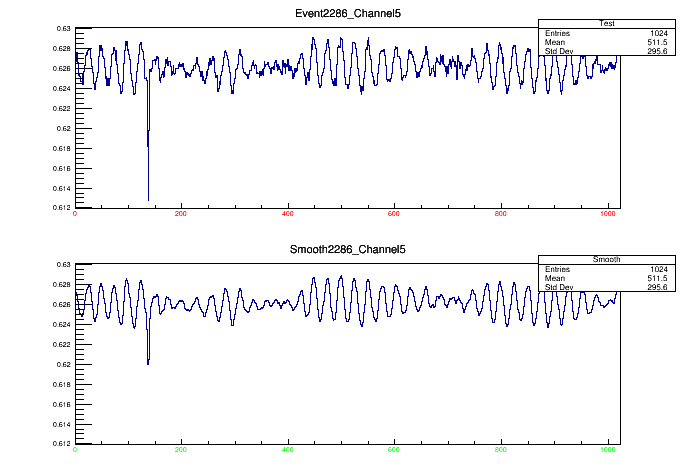 Event2286_Channel5
Test
Entries 1024
Mean 511.5
Std Dev 295.6
0.63
0.628
0.626
0.624
0.622
0.62
0.618
0.616
0.614
0.612
0 200 400 600 800 1000
Smooth2286_Channel5
Smooth
Entries 1024
Mean 511.5
Std Dev 295.6
0.63
0.628
0.626
0.624
0.622
0.62
0.618
0.616
0.614
0.612
0 200 400 600 800 1000